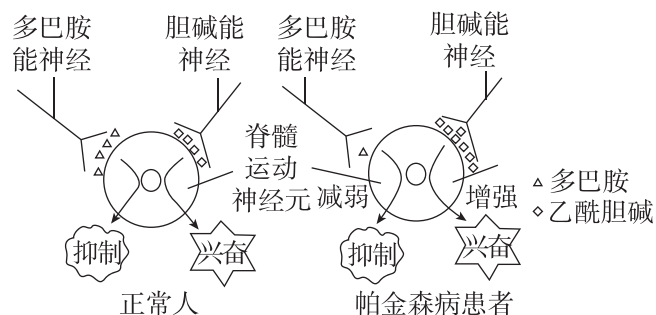 多巴胺
能神经
胆碱能
神经
多巴胺
能神经
胆碱能
神经
脊髓
运动
神经元
减弱
增强
多巴胺
乙酰胆碱
抑制
兴奋
抑制
兴奋
正常人
帕金森病患者